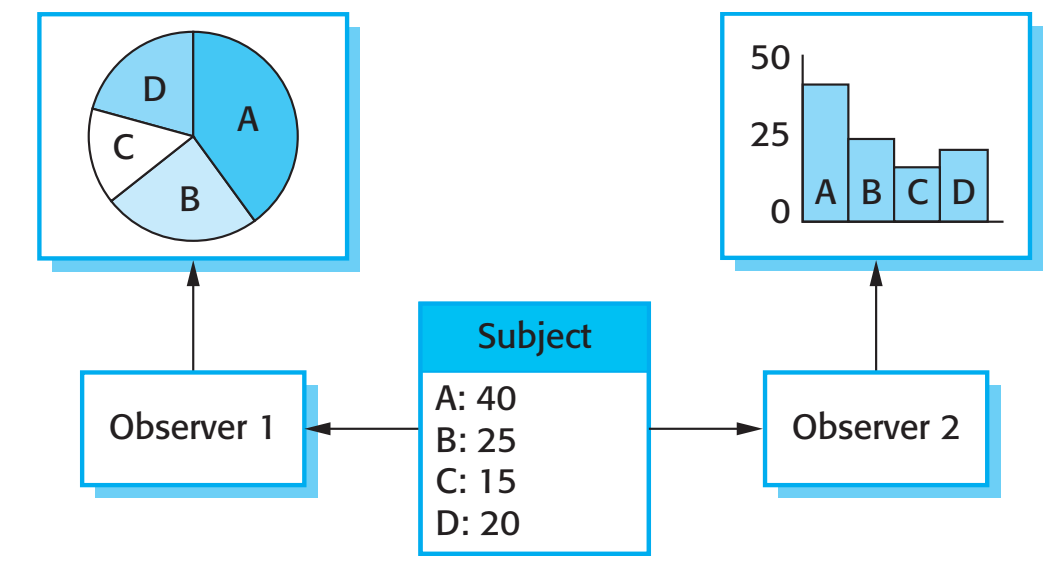 D
A
C
B
50
25
0
A B C D
Subject
A: 40
B: 25
C: 15
D: 20
Observer 1
Observer 2